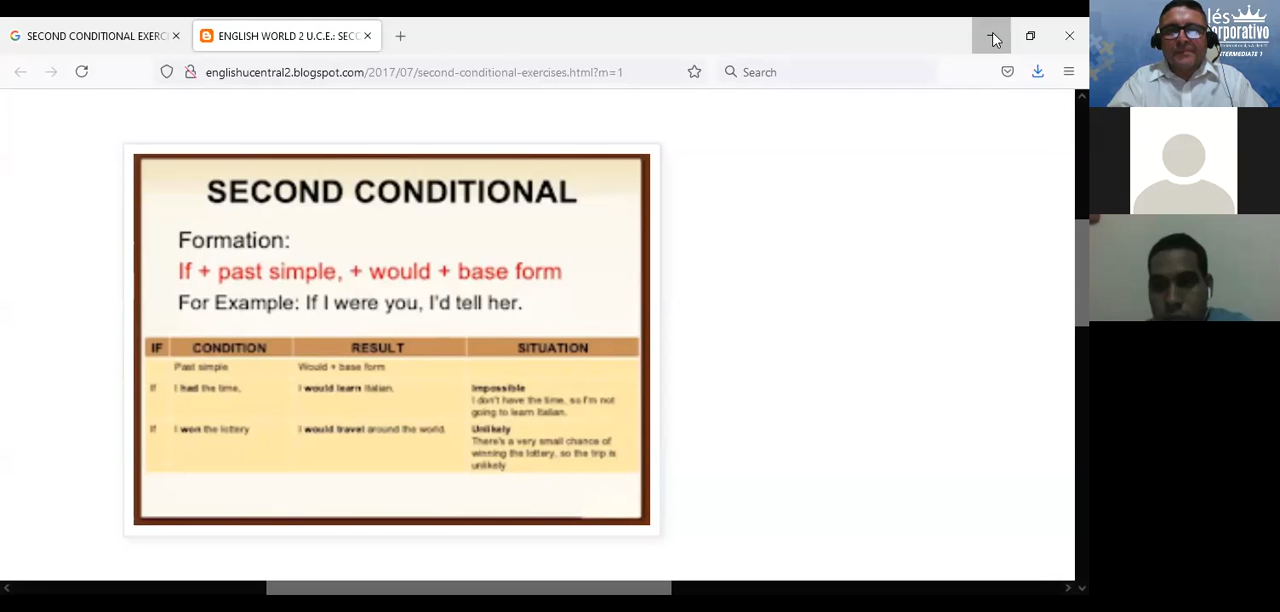 SECOND CONDITIONAL EXERC
ENGLISH WORLD 2 U.C.E.: SEC
englishucentral2.blogspot.com/2017/07/second-conditional-exercises.html?m=1
Search
SECOND CONDITIONAL
Formation:
If + past simple, + would + base form
For Example: If I were you, I'd tell her.
IF CONDITION RESULT SITUATION
Past simple Would + base form
If I had the time, I would learn Italian. Impossible
I don't have the time, so I'm not
going to learn Italian.
If I won the lottery I would travel around the world. Unlikely
There's a very small chance of
winning the lottery, so the trip is
unlikely
lés
orporativo
INTERMEDIATE 1